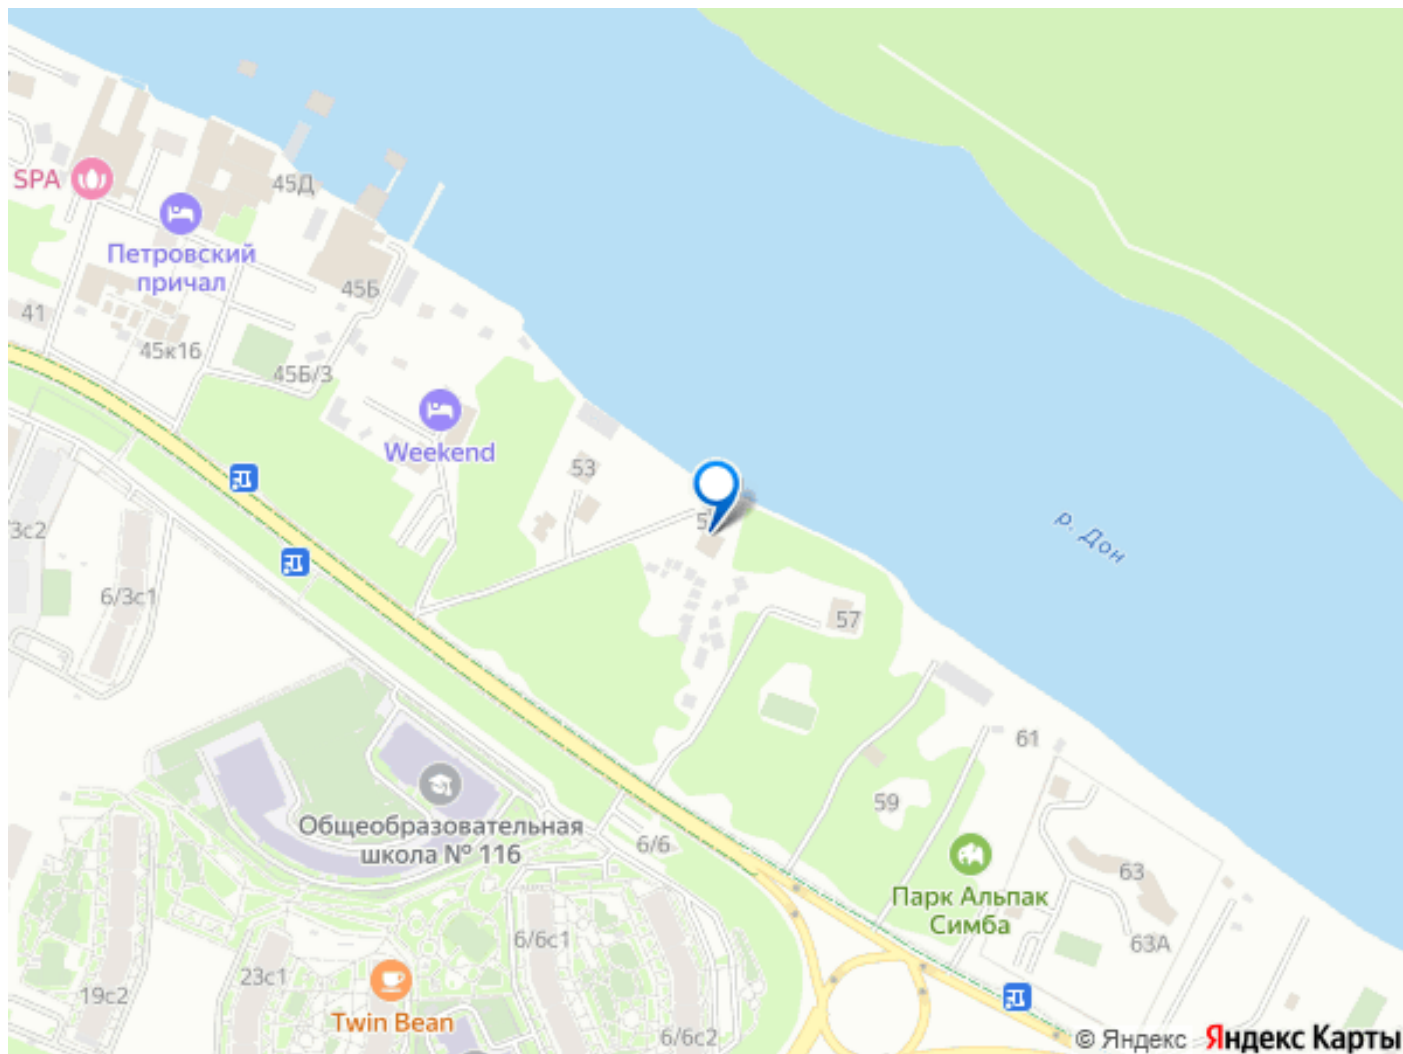 SPA
45Д
Петровский
причал
45Б
41
45к16
45Б/3
Weekend
53
3с2
р. Дон
6/3с1
57
61
59
Общеобразовательная
школа № 116
6/6
63
Парк Альпак
Симба
63А
6/6с1
23с1
19с2
Twin Bean
6/6с2
© Яндекс Яндекс Карты